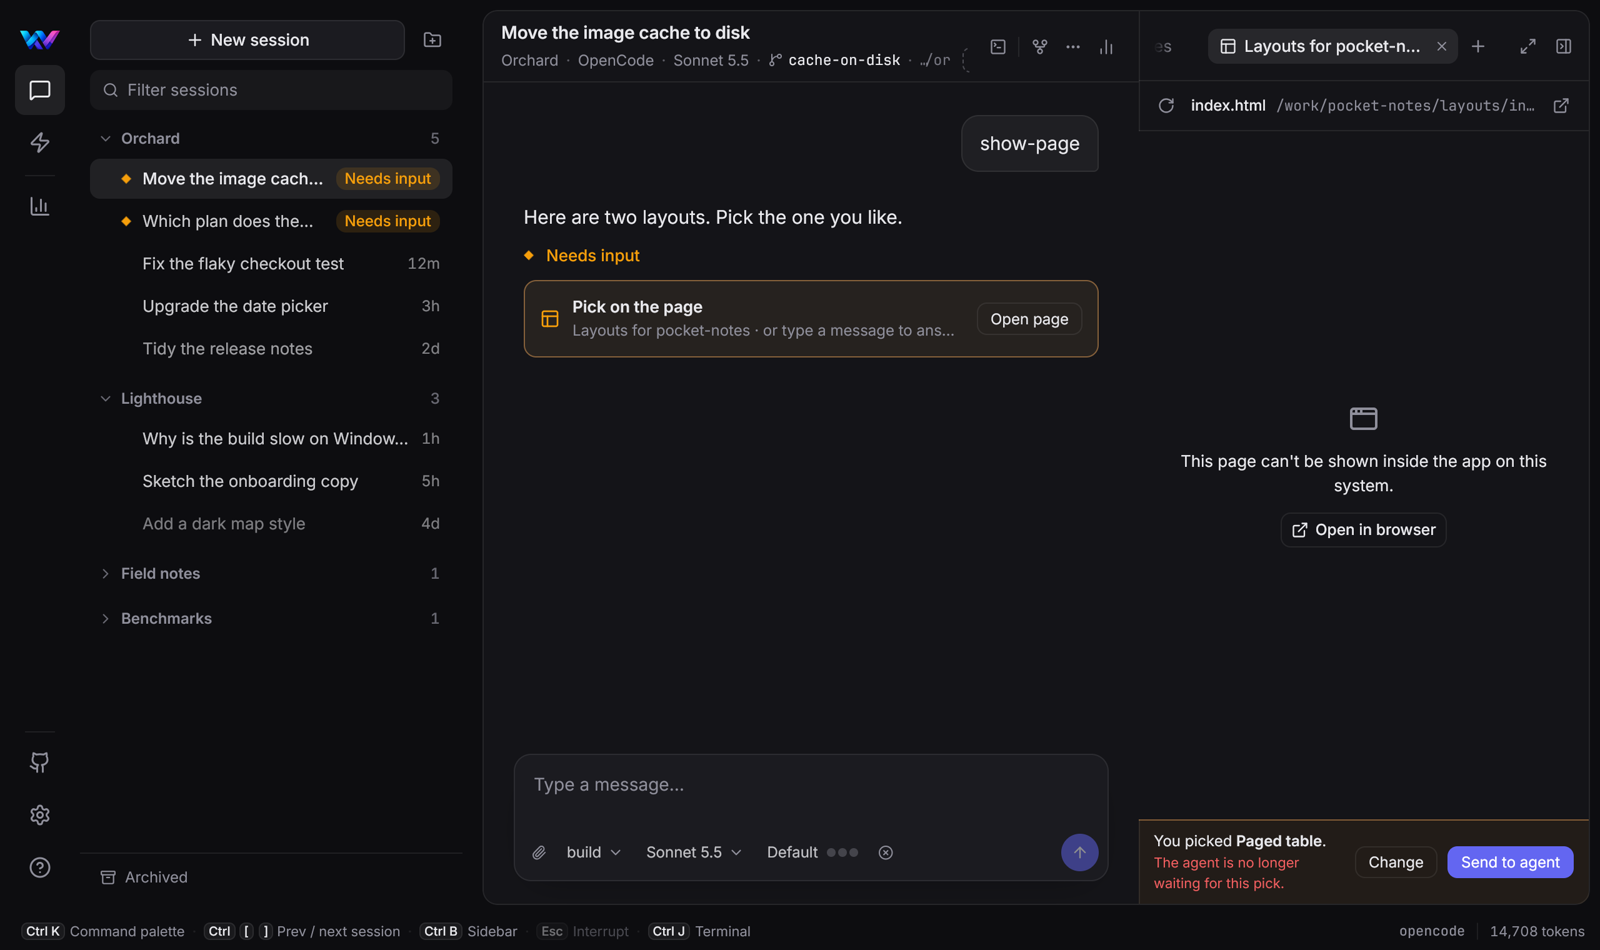 New session
Filter sessions
Orchard 5
Move the image cach... Needs input
Which plan does the... Needs input
Fix the flaky checkout test 12m
Upgrade the date picker 3h
Tidy the release notes 2d
Lighthouse 3
Why is the build slow on Window... 1h
Sketch the onboarding copy 5h
Add a dark map style 4d
Field notes 1
Benchmarks 1
Archived
Move the image cache to disk
Orchard · OpenCode · Sonnet 5.5 · cache-on-disk · …/or
show-page
Here are two layouts. Pick the one you like.
Needs input
Pick on the page
Layouts for pocket-notes · or type a message to ans...
Open page
Type a message...
build Sonnet 5.5 Default
es Layouts for pocket-n...
index.html /work/pocket-notes/layouts/in…
This page can't be shown inside the app on this
system.
Open in browser
You picked Paged table.
The agent is no longer
waiting for this pick.
Change Send to agent
Ctrl K Command palette · Ctrl [ ] Prev / next session · Ctrl B Sidebar · Esc Interrupt · Ctrl J Terminal
opencode 14,708 tokens